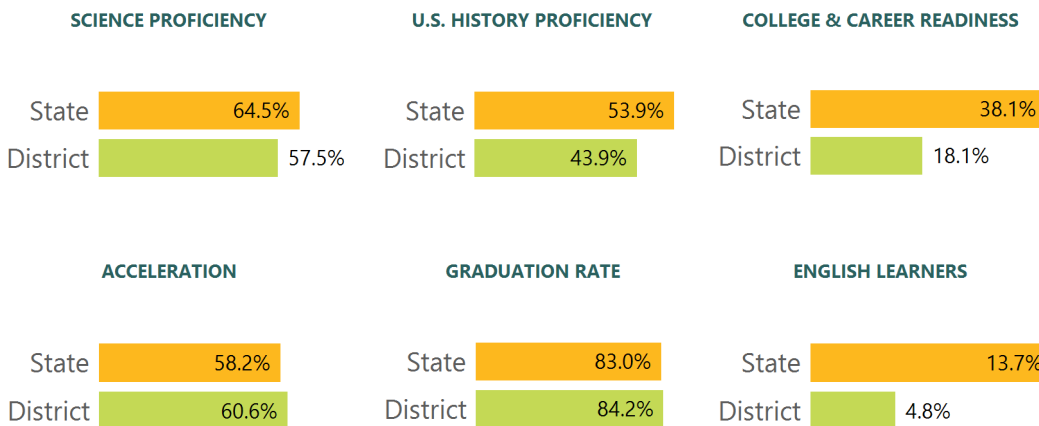 SCIENCE PROFICIENCY
State 64.5%
District 57.5%
U.S. HISTORY PROFICIENCY
State 53.9%
District 43.9%
COLLEGE & CAREER READINESS
State 38.1%
District 18.1%
ACCELERATION
State 58.2%
District 60.6%
GRADUATION RATE
State 83.0%
District 84.2%
ENGLISH LEARNERS
State 13.7%
District 4.8%